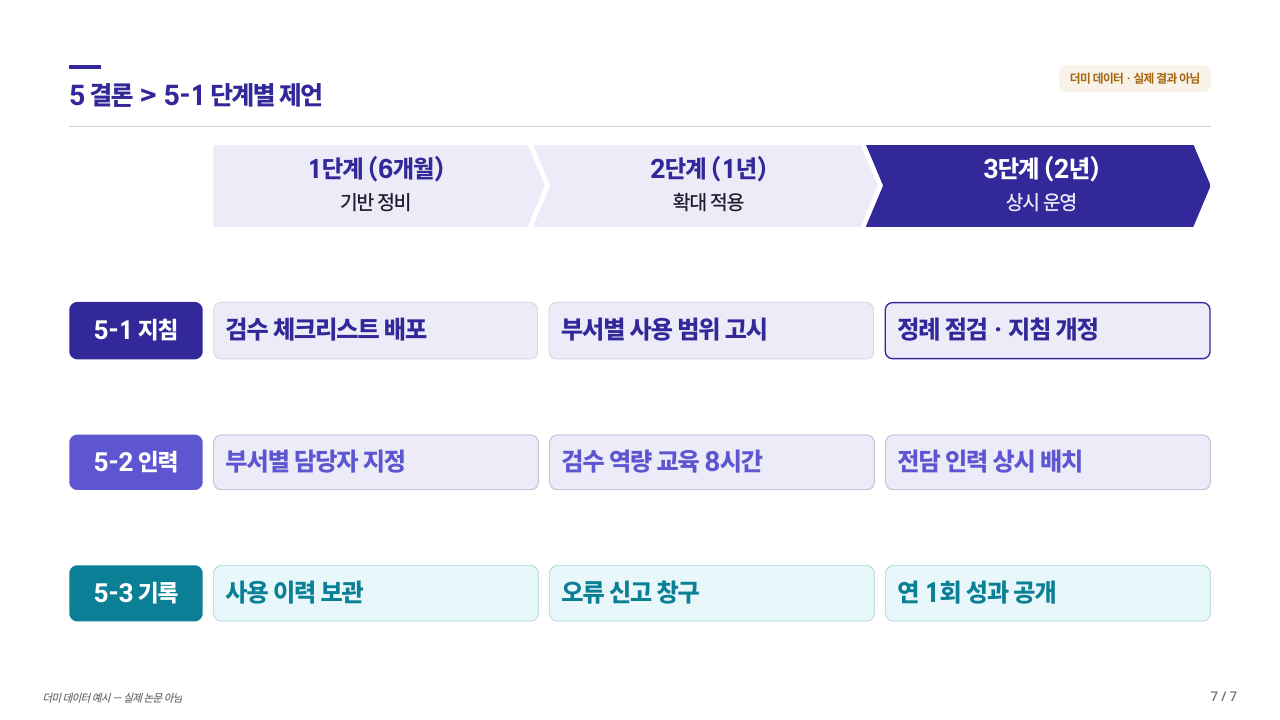 5 결론 > 5-1 단계별 제언
더미 데이터 · 실제 결과 아님
1단계 (6개월)
기반 정비
2단계 (1년)
확대 적용
3단계 (2년)
상시 운영
5-1 지침
검수 체크리스트 배포
부서별 사용 범위 고시
정례 점검 · 지침 개정
5-2 인력
부서별 담당자 지정
검수 역량 교육 8시간
전담 인력 상시 배치
5-3 기록
사용 이력 보관
오류 신고 창구
연 1회 성과 공개
더미 데이터 예시 — 실제 논문 아님
7 / 7